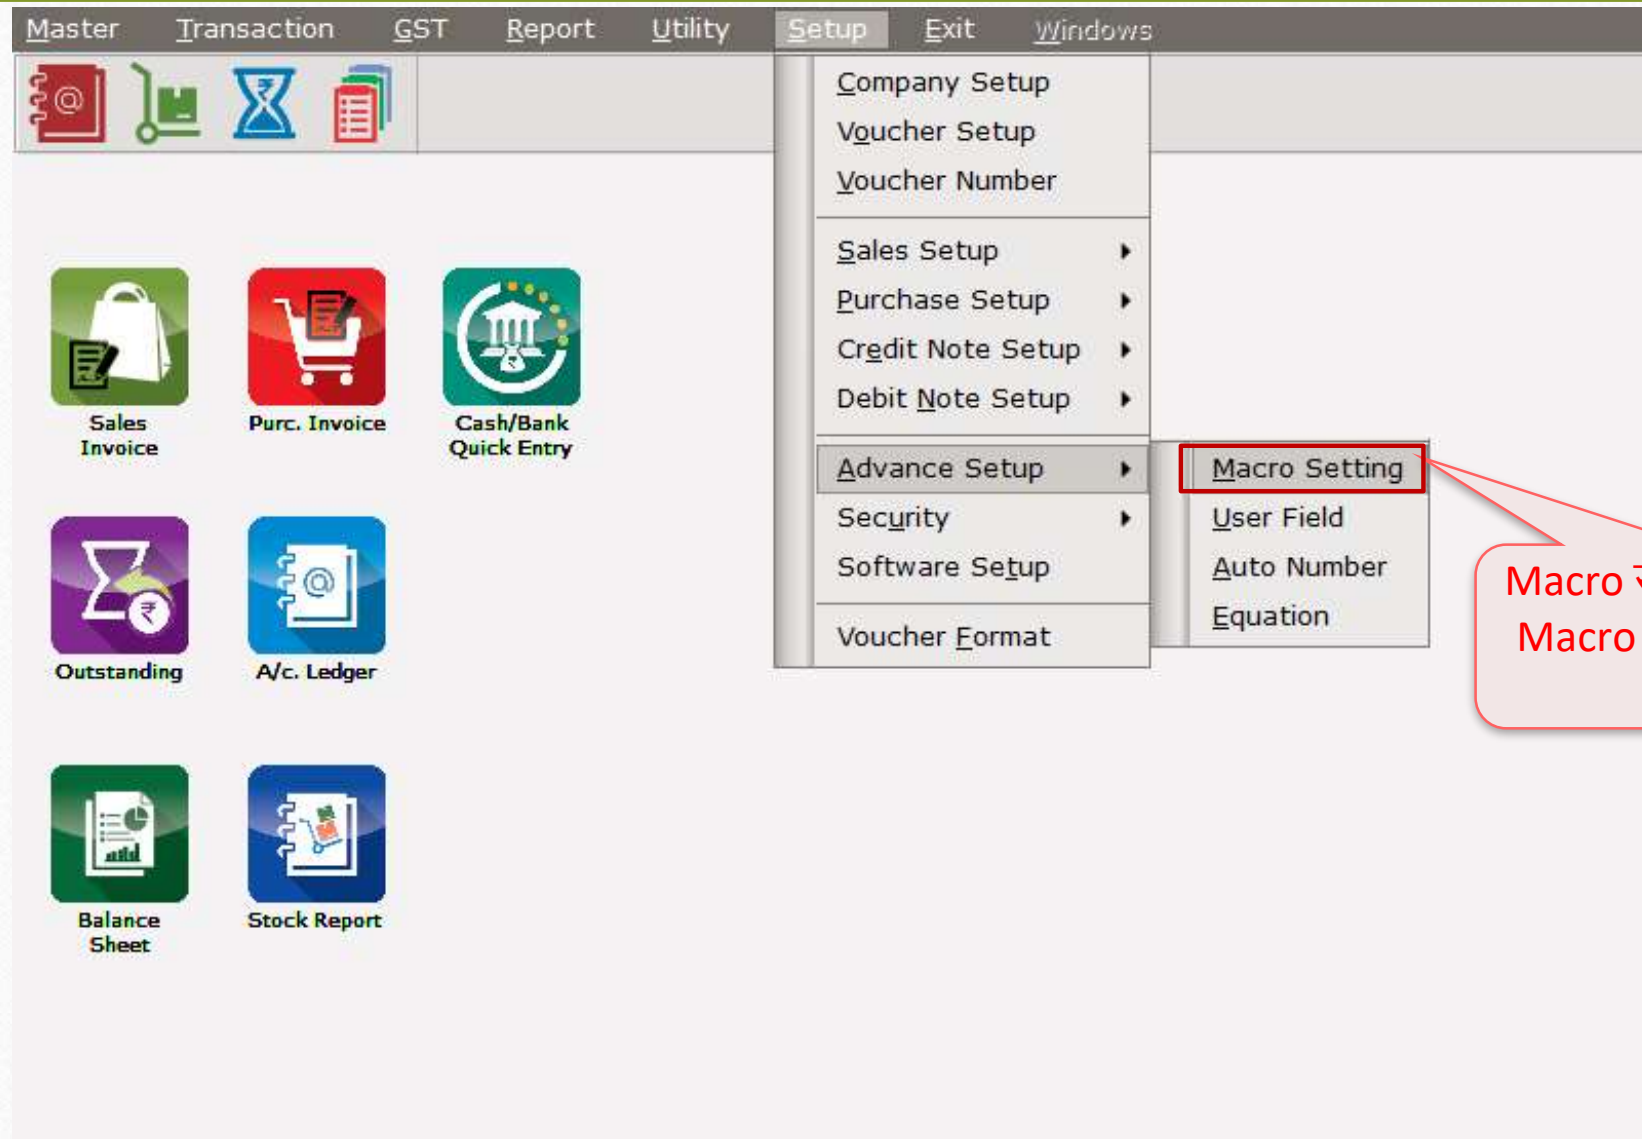 Master Transaction GST Report Utility Setup Exit Windows
Company Setup
Voucher Setup
Voucher Number
Sales Setup
Purchase Setup
Credit Note Setup
Debit Note Setup
Advance Setup
Security
Software Setup
Voucher Format
Macro Setting
User Field
Auto Number
Equation
Macro
Macro
Sales
Invoice
Purc. Invoice
Cash/Bank
Quick Entry
Outstanding
A/c. Ledger
Balance
Sheet
Stock Report